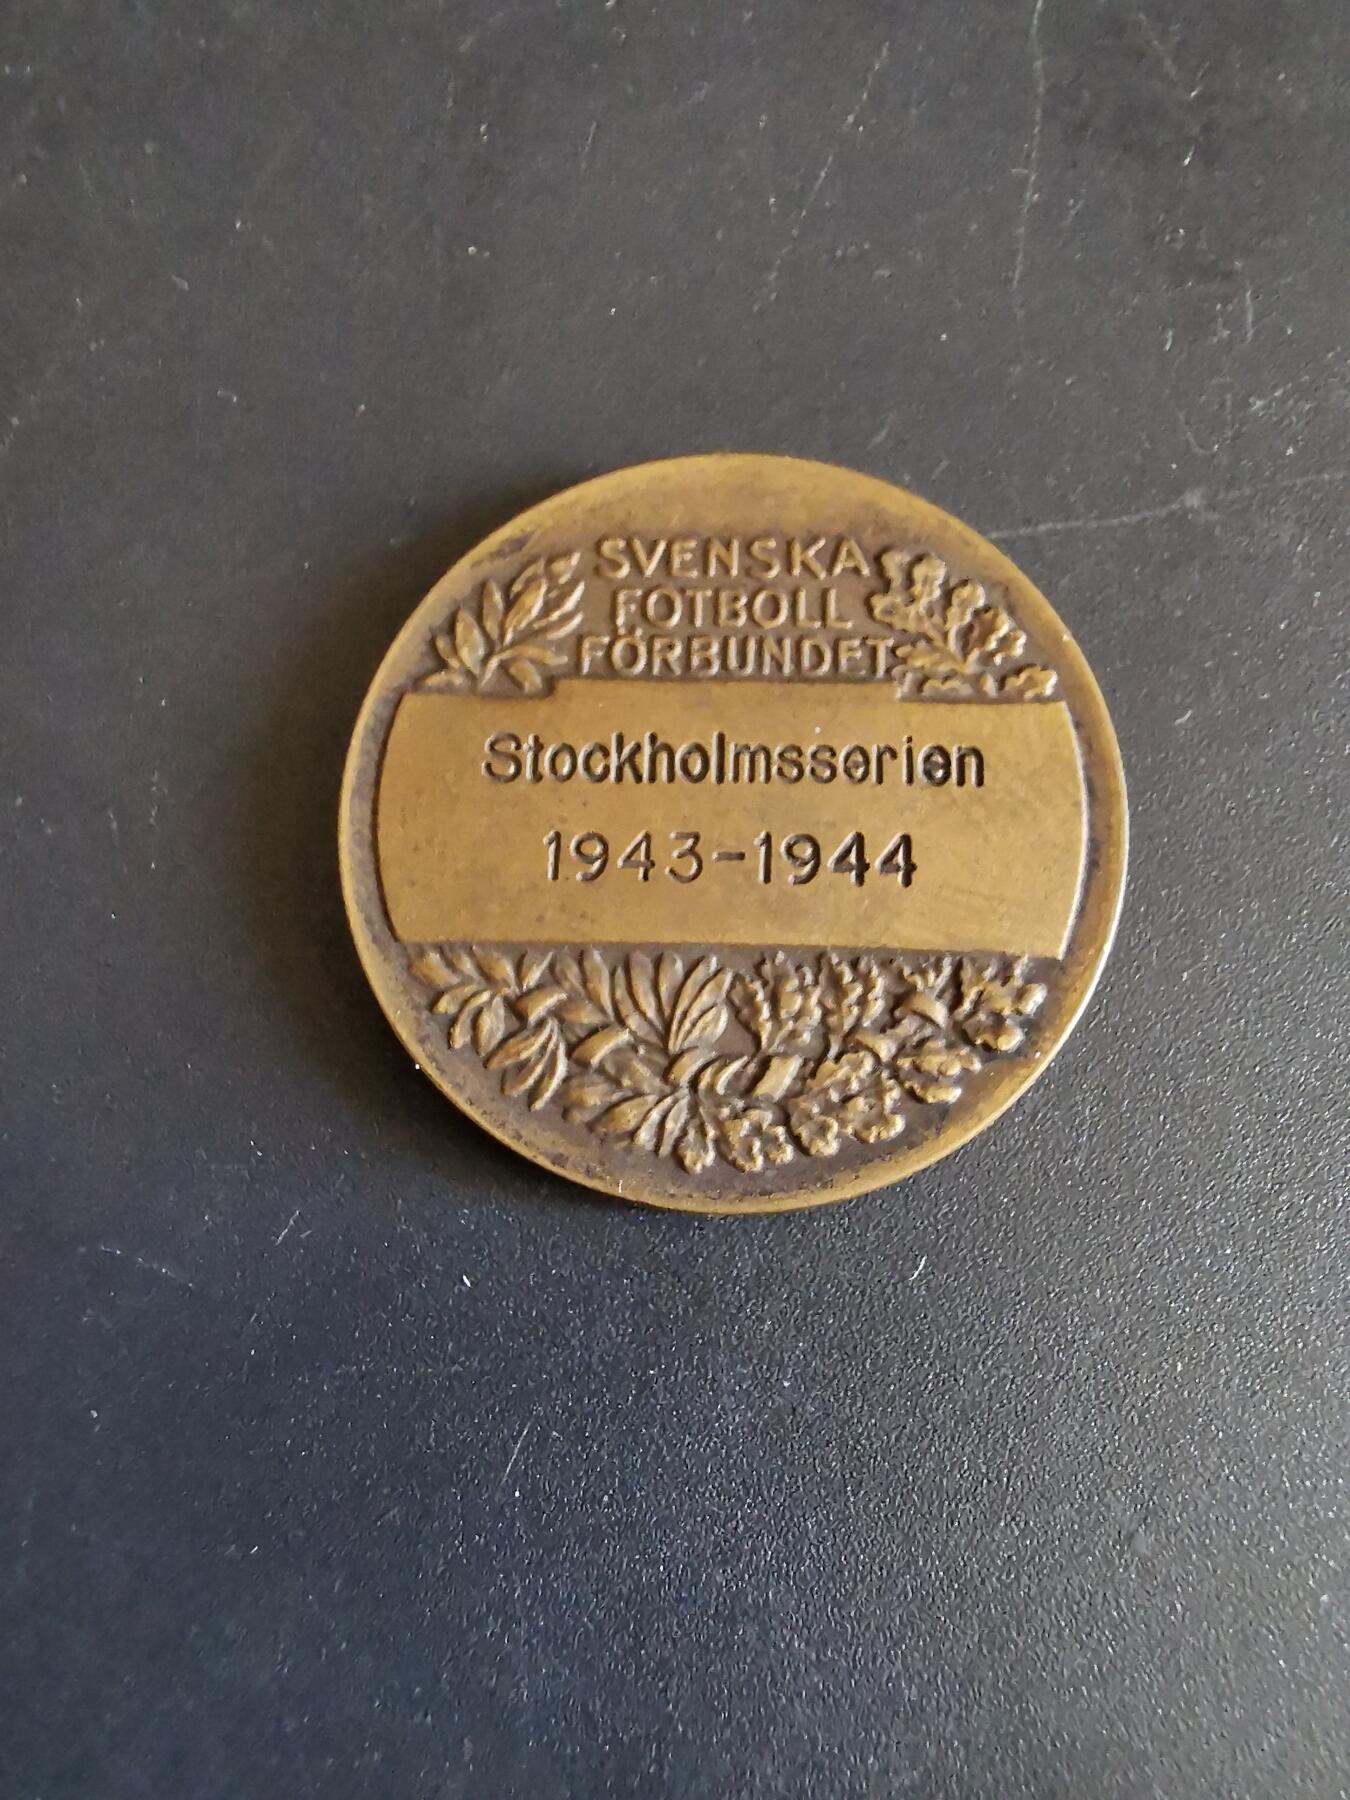 SVENSKA
FOTBOLL
FÖRBUNDET
Stockholmsserien
1943-1944